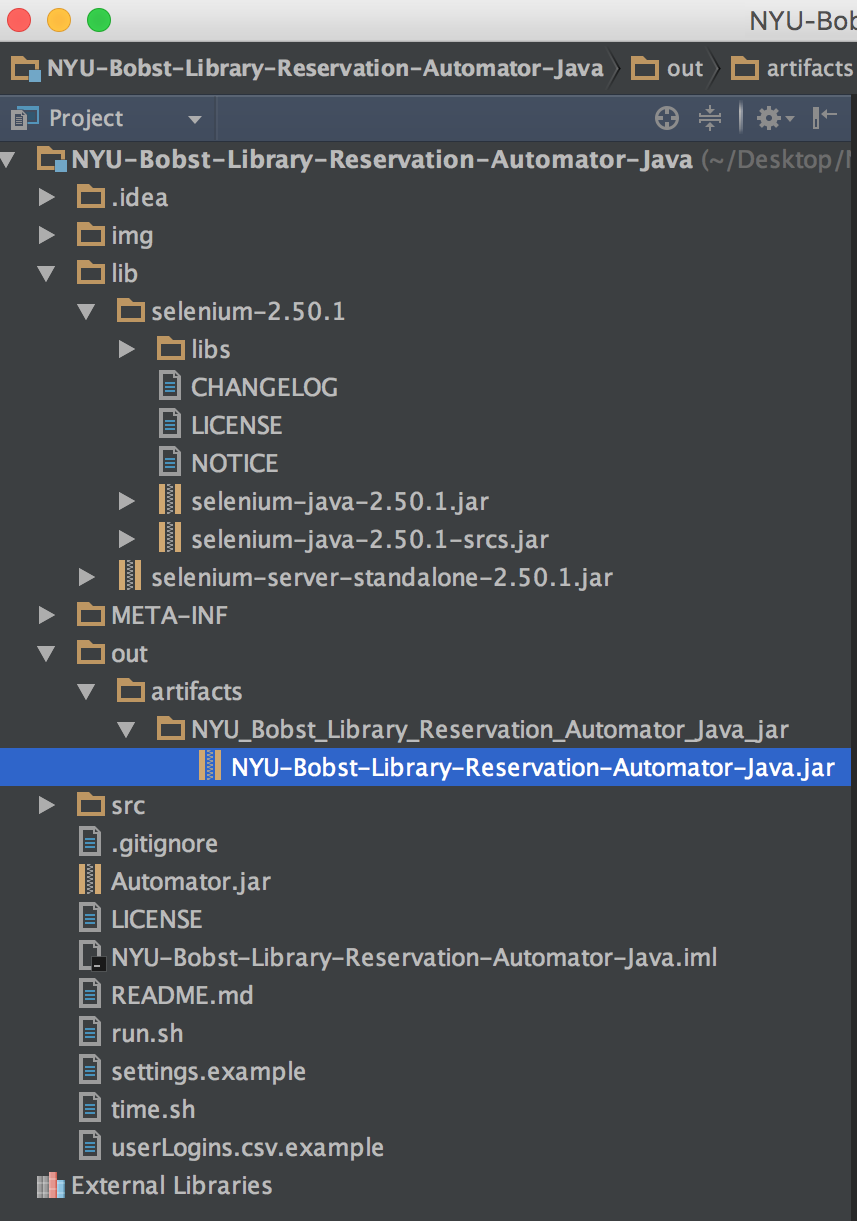 NYU-Bob
NYU-Bobst-Library-Reservation-Automator-Java out artifacts
Project
NYU-Bobst-Library-Reservation-Automator-Java (~/Desktop/N
.idea
img
lib
selenium-2.50.1
libs
CHANGELOG
LICENSE
NOTICE
selenium-java-2.50.1.jar
selenium-java-2.50.1-srcs.jar
selenium-server-standalone-2.50.1.jar
META-INF
out
artifacts
NYU_Bobst_Library_Reservation_Automator_Java_jar
NYU-Bobst-Library-Reservation-Automator-Java.jar
src
.gitignore
Automator.jar
LICENSE
NYU-Bobst-Library-Reservation-Automator-Java.iml
README.md
run.sh
settings.example
time.sh
userLogins.csv.example
External Libraries